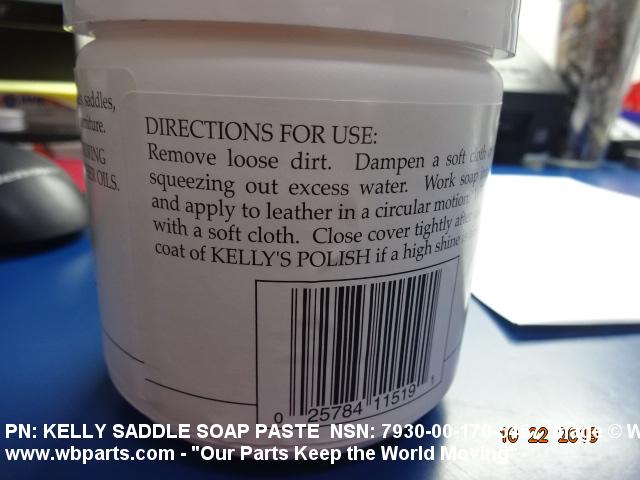 saddles,
OILS.
DIRECTIONS FOR USE:
Remove loose dirt. Dampen a soft cloth
squeezing out excess water. Work soap
and apply to leather in a circular motion.
with a soft cloth. Close cover tightly after
coat of KELLY'S POLISH if a high shine
0 25784 11519 1
PN: KELLY SADDLE SOAP PASTE NSN: 7930-00-170- ©
www.wbparts.com - "Our Parts Keep the World Moving"
10 22 2019